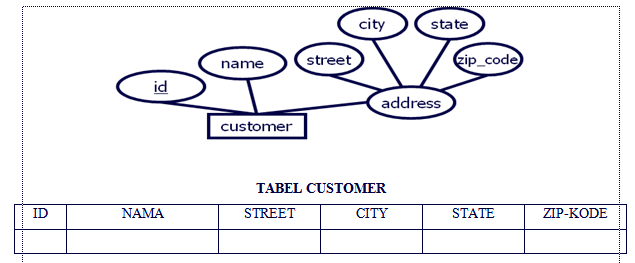 city
state
name
street
zip_code
id
address
customer
TABEL CUSTOMER
ID NAMA STREET CITY STATE ZIP-KODE